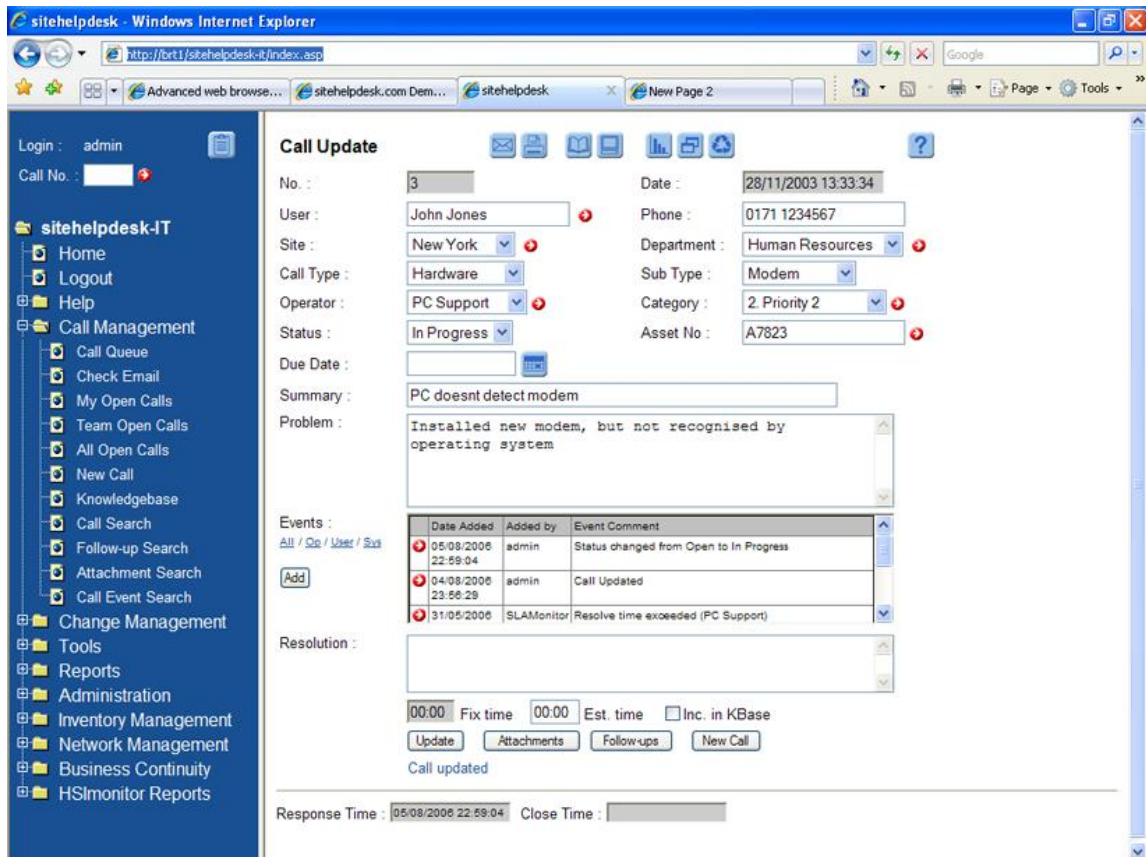 sitehelpdesk - Windows Internet Explorer
http://brt1/sitehelpdesk-it/index.asp
Google
Advanced web browse...
sitehelpdesk.com Dem...
sitehelpdesk
New Page 2
Page
Tools
Login : admin
Call No. :
sitehelpdesk-IT
Home
Logout
Help
Call Management
Call Queue
Check Email
My Open Calls
Team Open Calls
All Open Calls
New Call
Knowledgebase
Call Search
Follow-up Search
Attachment Search
Call Event Search
Change Management
Tools
Reports
Administration
Inventory Management
Network Management
Business Continuity
HSImonitor Reports
Call Update
?
No. : 3 Date : 28/11/2003 13:33:34
User : John Jones Phone : 0171 1234567
Site : New York Department : Human Resources
Call Type : Hardware Sub Type : Modem
Operator : PC Support Category : 2. Priority 2
Status : In Progress Asset No : A7823
Due Date :
Summary : PC doesnt detect modem
Problem : Installed new modem, but not recognised by
operating system
Events :
All / Op / User / Sys
Add
Date Added Added by Event Comment
05/08/2006 22:59:04 admin Status changed from Open to In Progress
04/08/2006 23:56:29 admin Call Updated
31/05/2006 SLAMonitor Resolve time exceeded (PC Support)
Resolution :
00:00 Fix time 00:00 Est. time Inc. in KBase
Update Attachments Follow-ups New Call
Call updated
Response Time : 05/08/2006 22:59:04 Close Time :